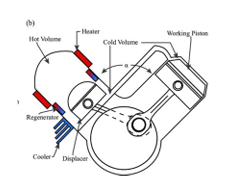 (b)
Heater
Working Piston
Hot Volume
Cold Volume
α
Regenerator
Cooler
Displacer